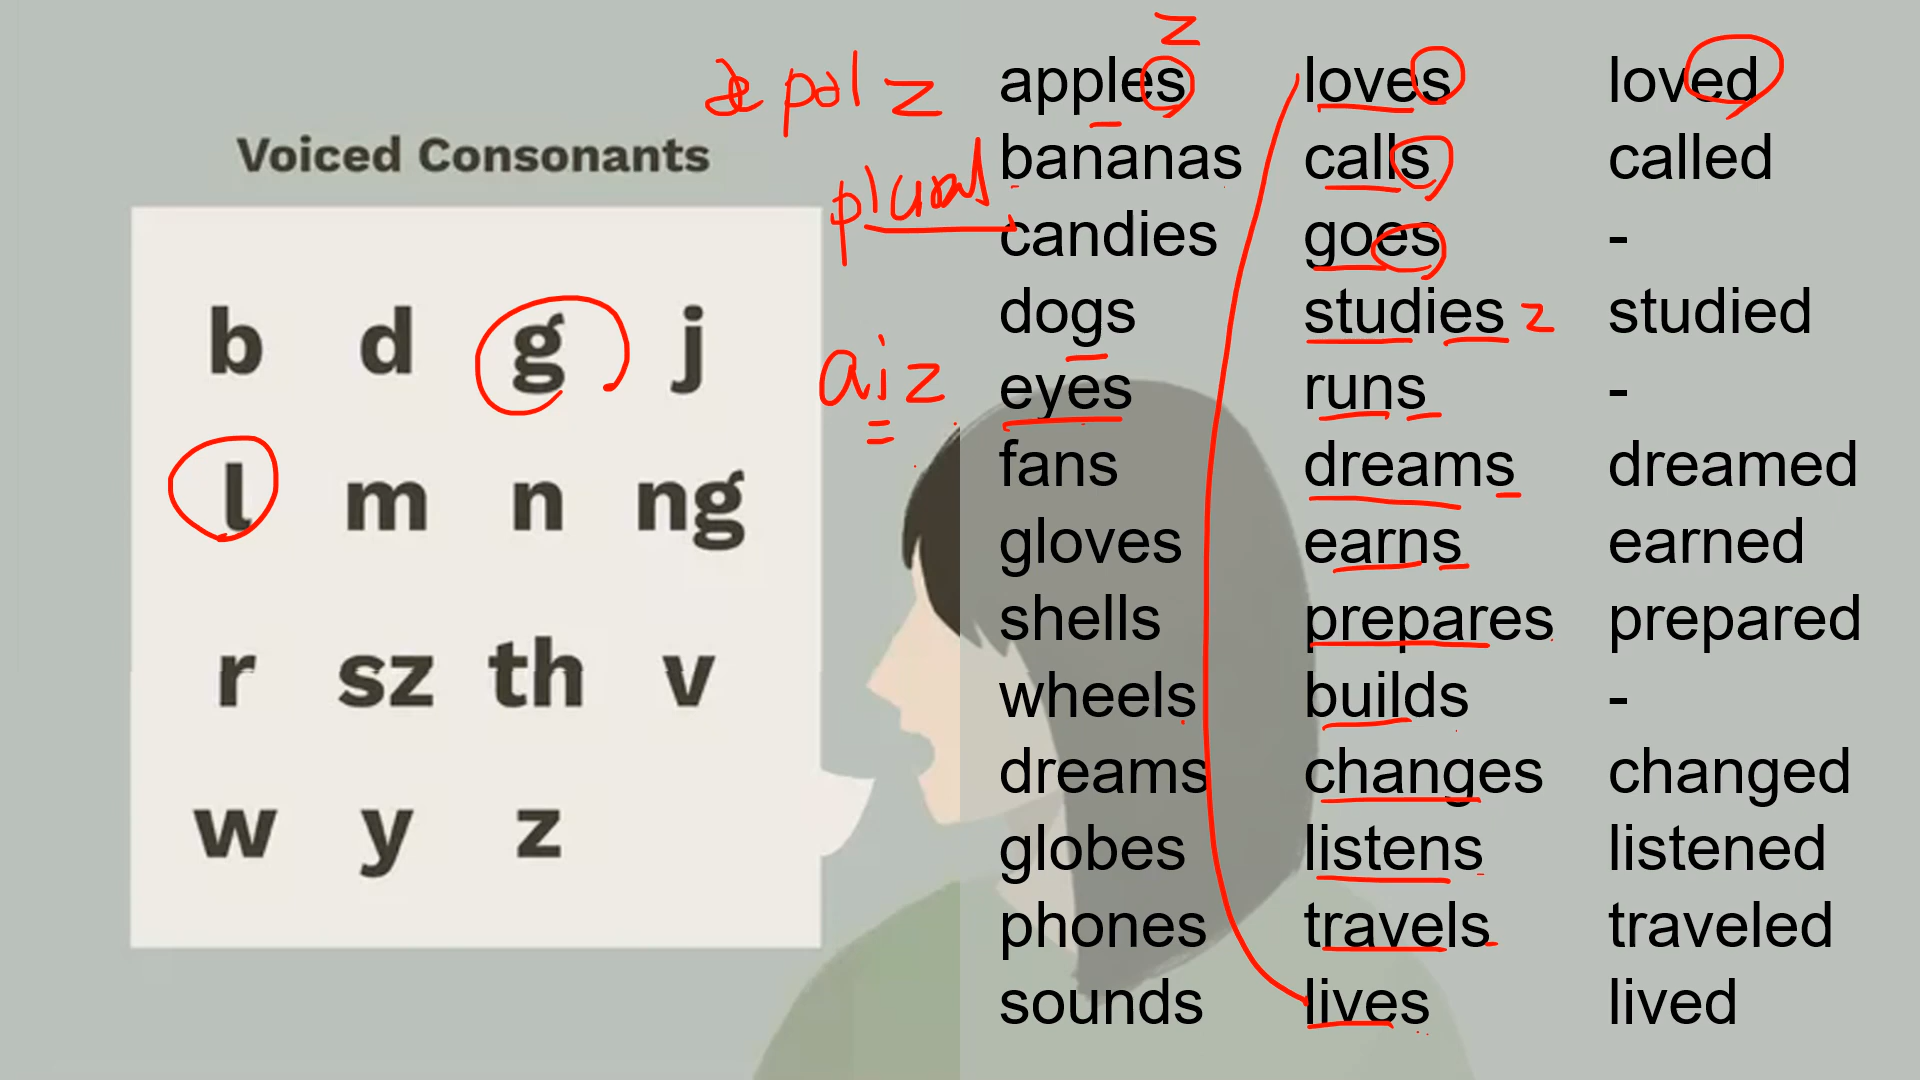 z
æ pəl z
plural
aiz
z
Voiced Consonants
b d g j
l m n ng
r sz th v
w y z
apples loves loved
bananas calls called
candies goes -
dogs studies studied
eyes runs -
fans dreams dreamed
gloves earns earned
shells prepares prepared
wheels builds -
dreams changes changed
globes listens listened
phones travels traveled
sounds lives lived